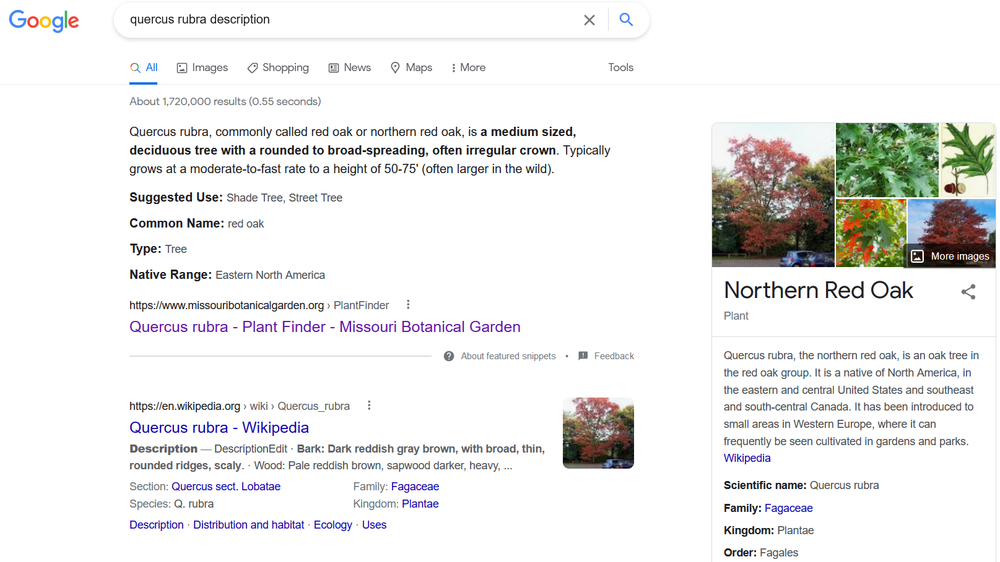 Google
quercus rubra description
All Images Shopping News Maps More Tools
About 1,720,000 results (0.55 seconds)
Quercus rubra, commonly called red oak or northern red oak, is a medium sized,
deciduous tree with a rounded to broad-spreading, often irregular crown. Typically
grows at a moderate-to-fast rate to a height of 50-75' (often larger in the wild).
Suggested Use: Shade Tree, Street Tree
Common Name: red oak
Type: Tree
Native Range: Eastern North America
https://www.missouribotanicalgarden.org › PlantFinder
Quercus rubra - Plant Finder - Missouri Botanical Garden
About featured snippets • Feedback
https://en.wikipedia.org › wiki › Quercus_rubra
Quercus rubra - Wikipedia
Description — DescriptionEdit · Bark: Dark reddish gray brown, with broad, thin,
rounded ridges, scaly. · Wood: Pale reddish brown, sapwood darker, heavy, ...
Section: Quercus sect. Lobatae Family: Fagaceae
Species: Q. rubra Kingdom: Plantae
Description · Distribution and habitat · Ecology · Uses
More images
Northern Red Oak
Plant
Quercus rubra, the northern red oak, is an oak tree in
the red oak group. It is a native of North America, in
the eastern and central United States and southeast
and south-central Canada. It has been introduced to
small areas in Western Europe, where it can
frequently be seen cultivated in gardens and parks.
Wikipedia
Scientific name: Quercus rubra
Family: Fagaceae
Kingdom: Plantae
Order: Fagales